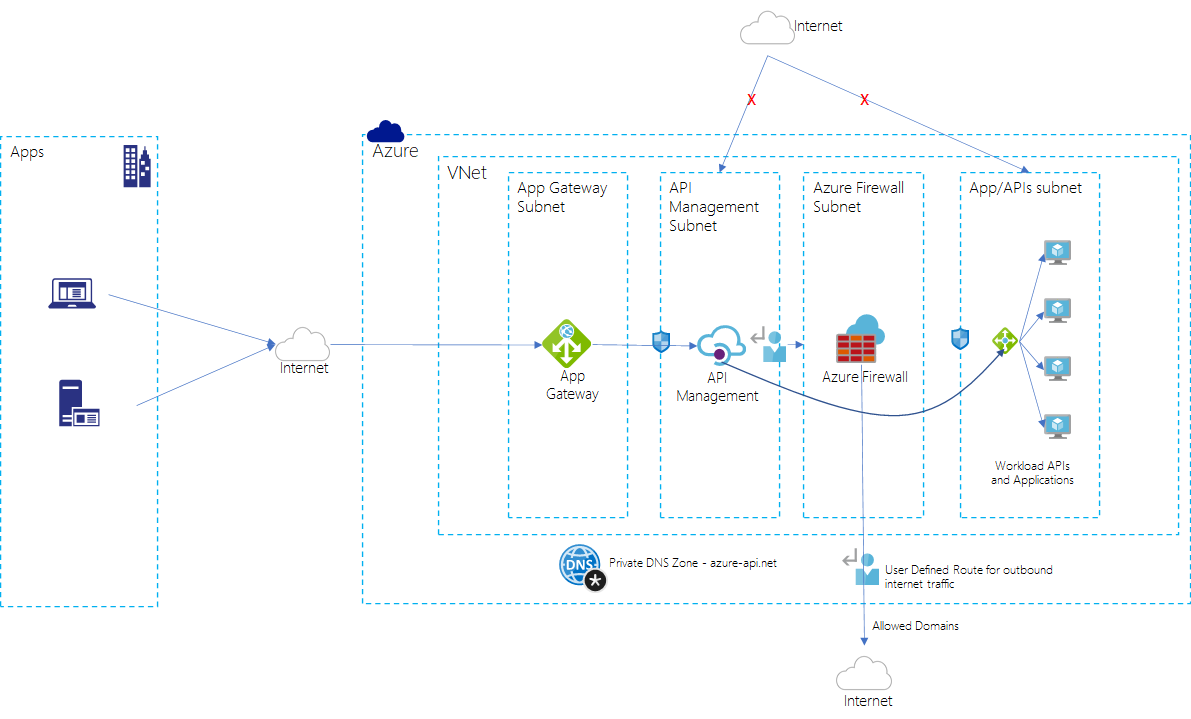 Internet
X
X
Apps
Azure
VNet
App Gateway
Subnet
API
Management
Subnet
Azure Firewall
Subnet
App/APIs subnet
Internet
App
Gateway
API
Management
Azure Firewall
Workload APIs
and Applications
DNS
*
Private DNS Zone - azure-api.net
User Defined Route for outbound
internet traffic
Allowed Domains
Internet